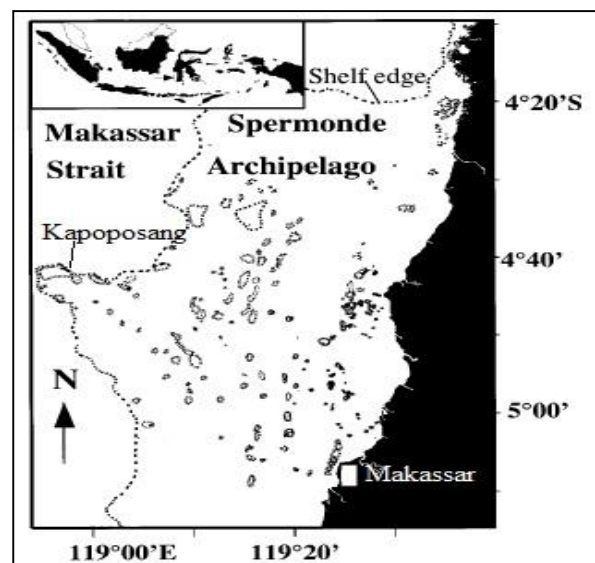 Shelf edge
4°20'S
Makassar
Strait
Spermonde
Archipelago
Kapoposang
4°40'
N
5°00'
Makassar
119°00'E
119°20'